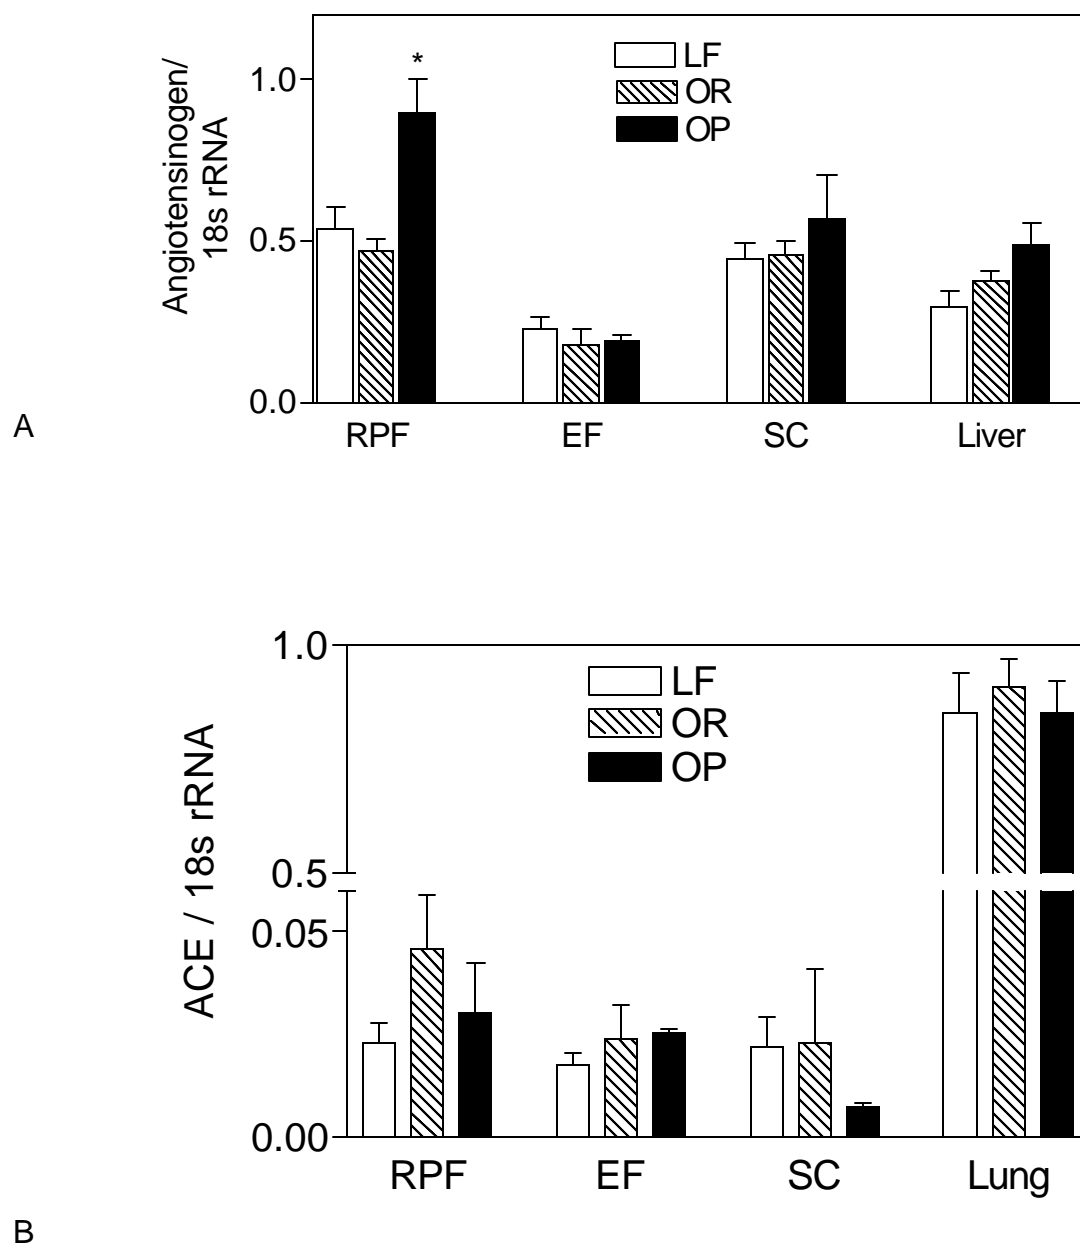 Angiotensinogen/
18s rRNA
1.0
0.5
0.0
*
LF
OR
OP
RPF EF SC Liver
A
ACE / 18s rRNA
1.0
0.5
0.05
0.00
LF
OR
OP
RPF EF SC Lung
B